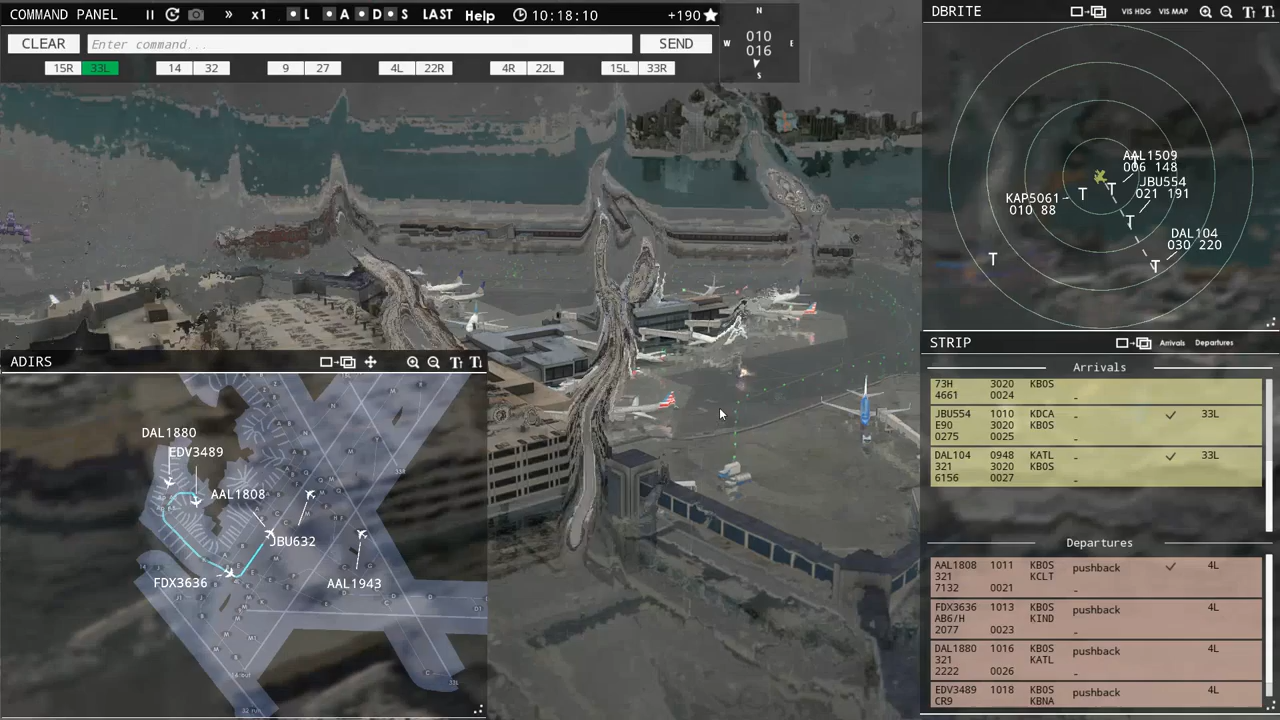 COMMAND PANEL » x1 L A D S LAST Help 10:18:10 +190
CLEAR Enter command... SEND
15R 33L 14 32 9 27 4L 22R 4R 22L 15L 33R
N
W 010 E
016
S
DBRITE VIS HDG VIS MAP
AAL1509
006 148
JBU554
021 191
KAP5061
010 88
DAL104
030 220
T
T
T
T
T
STRIP Arrivals Departures
Arrivals
73H 3020 KBOS
4661 0024 -
JBU554 1010 KDCA - 33L
E90 3020 KBOS
0275 0025 -
DAL104 0948 KATL - 33L
321 3020 KBOS
6156 0027 -
Departures
AAL1808 1011 KBOS pushback 4L
321 KCLT
7132 0021 -
FDX3636 1013 KBOS pushback 4L
AB6/H KIND
2077 0023 -
DAL1880 1016 KBOS pushback 4L
321 KATL
2222 0026 -
EDV3489 1018 KBOS pushback 4L
CR9 KBNA
ADIRS
DAL1880
EDV3489
AAL1808
JBU632
FDX3636
AAL1943